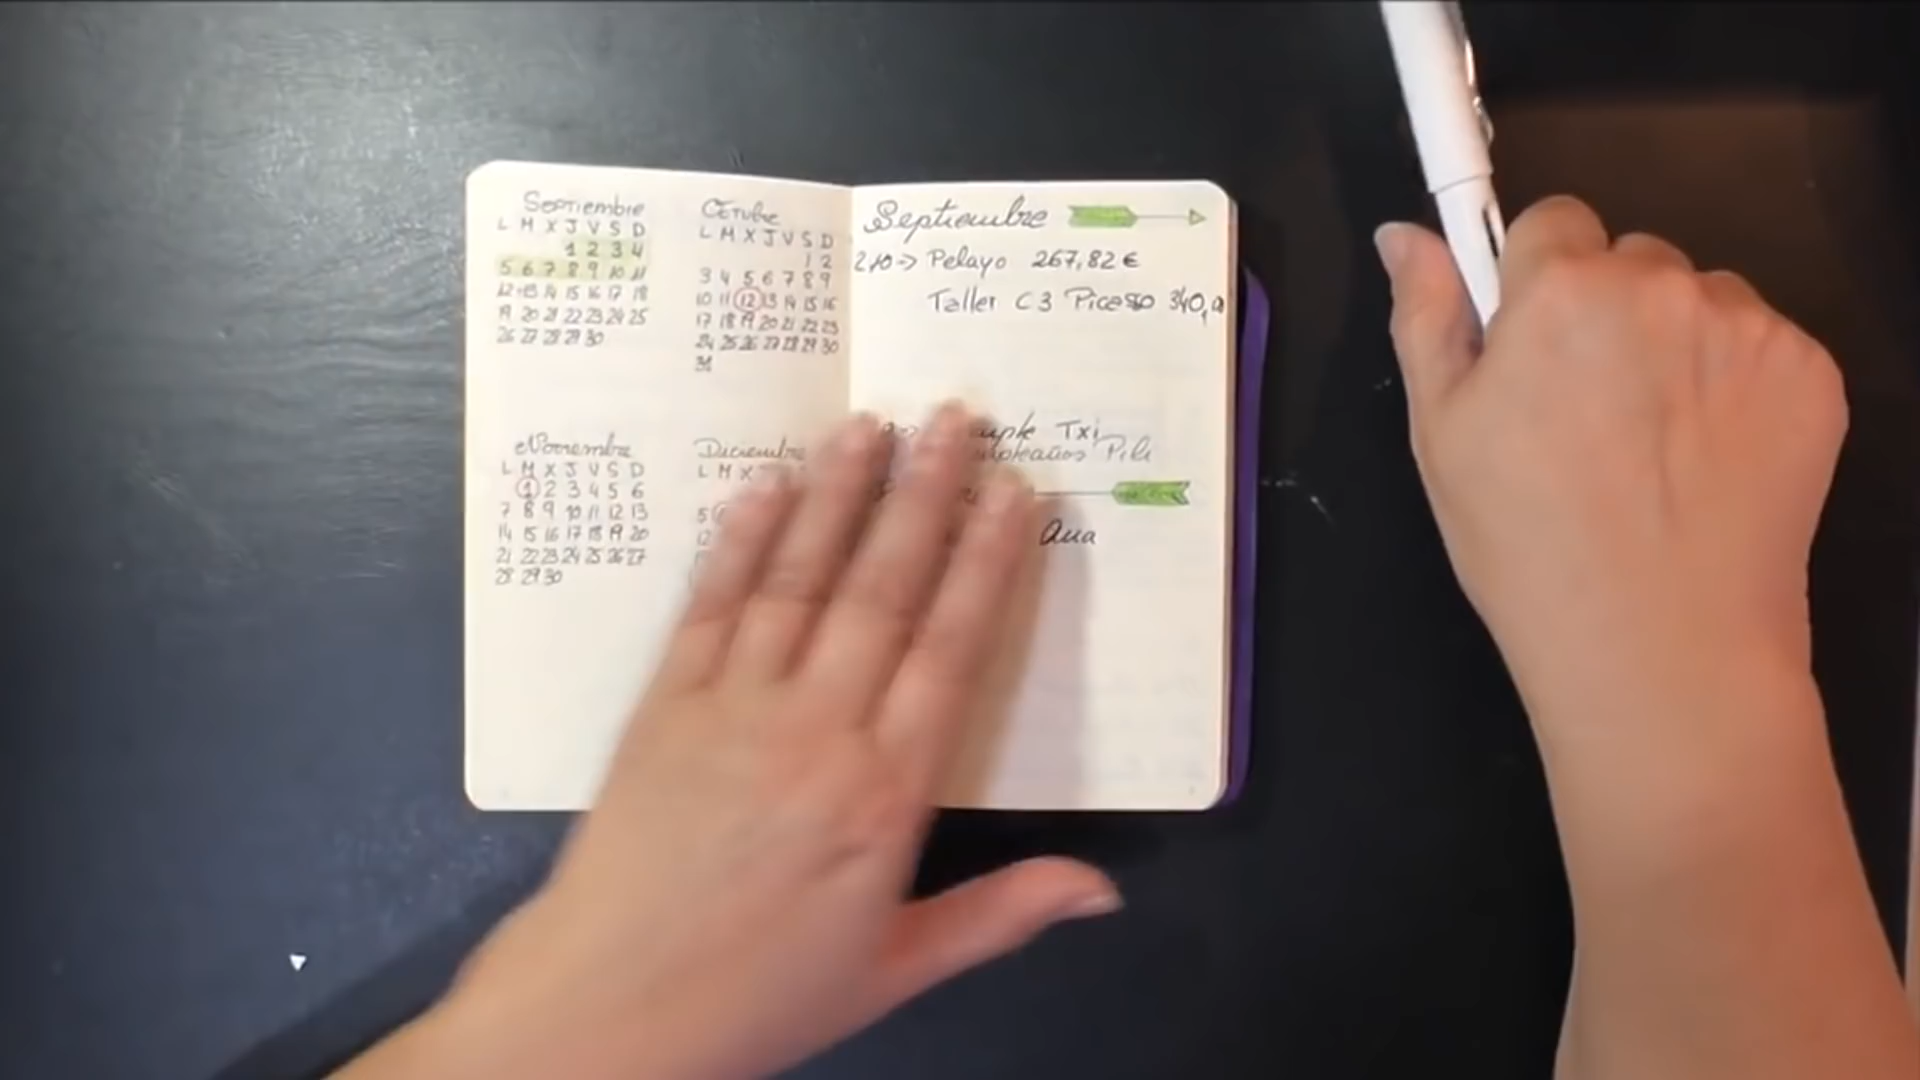 Septiembre
L M X J V S D
1 2 3 4
5 6 7 8 9 10 11
12 13 14 15 16 17 18
19 20 21 22 23 24 25
26 27 28 29 30
Octubre
L M X J V S D
1 2
3 4 5 6 7 8 9
10 11 12 13 14 15 16
17 18 19 20 21 22 23
24 25 26 27 28 29 30
31
Noviembre
L M X J V S D
1 2 3 4 5 6
7 8 9 10 11 12 13
14 15 16 17 18 19 20
21 22 23 24 25 26 27
28 29 30
Diciembre
L M X
5
12
Septiembre
Pelayo 267,82 €
Taller C3 Picasso
Txi
Pili
Ana